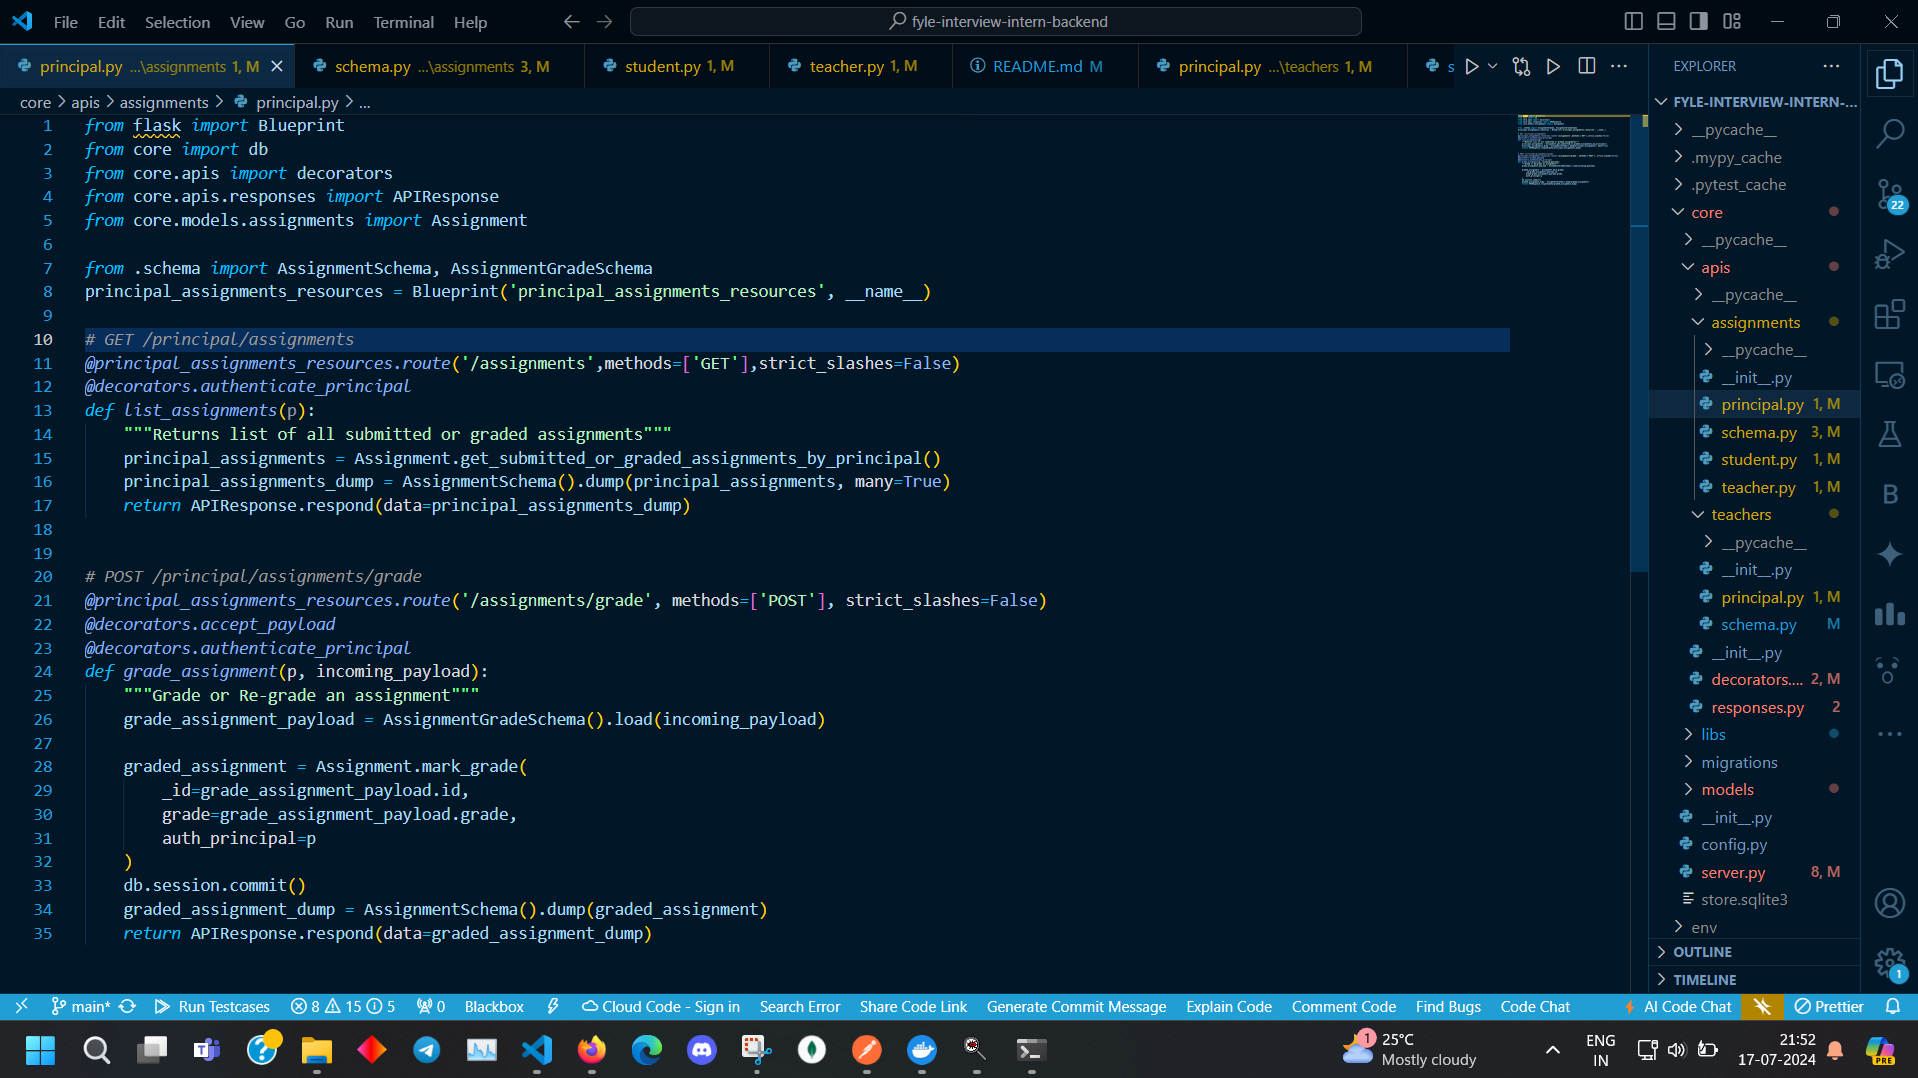 File Edit Selection View Go Run Terminal Help
fyle-interview-intern-backend
principal.py ...\assignments 1, M
schema.py ...\assignments 3, M
student.py 1, M
teacher.py 1, M
README.md M
principal.py ...\teachers 1, M
s
core > apis > assignments > principal.py > ...
1 from flask import Blueprint
2 from core import db
3 from core.apis import decorators
4 from core.apis.responses import APIResponse
5 from core.models.assignments import Assignment
6
7 from .schema import AssignmentSchema, AssignmentGradeSchema
8 principal_assignments_resources = Blueprint('principal_assignments_resources', __name__)
9
10 # GET /principal/assignments
11 @principal_assignments_resources.route('/assignments',methods=['GET'],strict_slashes=False)
12 @decorators.authenticate_principal
13 def list_assignments(p):
14     """Returns list of all submitted or graded assignments"""
15     principal_assignments = Assignment.get_submitted_or_graded_assignments_by_principal()
16     principal_assignments_dump = AssignmentSchema().dump(principal_assignments, many=True)
17     return APIResponse.respond(data=principal_assignments_dump)
18
19
20 # POST /principal/assignments/grade
21 @principal_assignments_resources.route('/assignments/grade', methods=['POST'], strict_slashes=False)
22 @decorators.accept_payload
23 @decorators.authenticate_principal
24 def grade_assignment(p, incoming_payload):
25     """Grade or Re-grade an assignment"""
26     grade_assignment_payload = AssignmentGradeSchema().load(incoming_payload)
27
28     graded_assignment = Assignment.mark_grade(
29         _id=grade_assignment_payload.id,
30         grade=grade_assignment_payload.grade,
31         auth_principal=p
32     )
33     db.session.commit()
34     graded_assignment_dump = AssignmentSchema().dump(graded_assignment)
35     return APIResponse.respond(data=graded_assignment_dump)
EXPLORER
FYLE-INTERVIEW-INTERN-...
__pycache__
.mypy_cache
.pytest_cache
core
__pycache__
apis
__pycache__
assignments
__pycache__
__init__.py
principal.py 1, M
schema.py 3, M
student.py 1, M
teacher.py 1, M
teachers
__pycache__
__init__.py
principal.py 1, M
schema.py M
__init__.py
decorators.... 2, M
responses.py 2
libs
migrations
models
__init__.py
config.py
server.py 8, M
store.sqlite3
env
OUTLINE
TIMELINE
22
B
1
main* Run Testcases 8 15 5 0 Blackbox Cloud Code - Sign in Search Error Share Code Link Generate Commit Message Explain Code Comment Code Find Bugs Code Chat AI Code Chat Prettier
1
25°C
Mostly cloudy
ENG
IN
21:52
17-07-2024
PRE